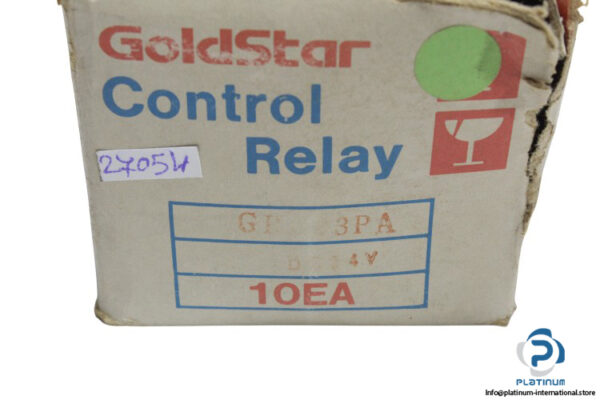 GoldStar
Control
Relay
27054
10EA
PLATINUM
Info@platinum-international.store